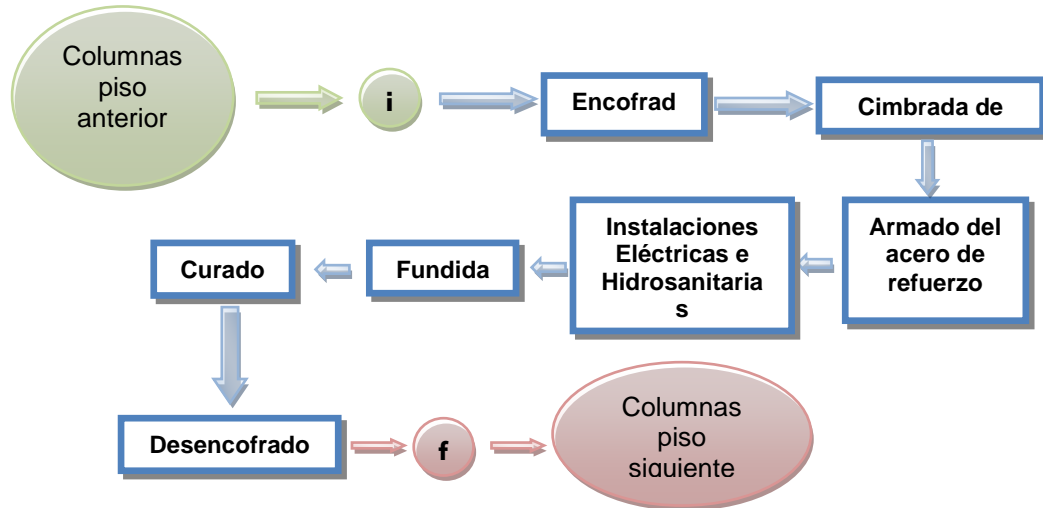 Columnas
piso
anterior
i
Encofrad
Cimbrada de
Armado del
acero de
refuerzo
Instalaciones
Eléctricas e
Hidrosanitaria
s
Fundida
Curado
Desencofrado
f
Columnas
piso
siguiente